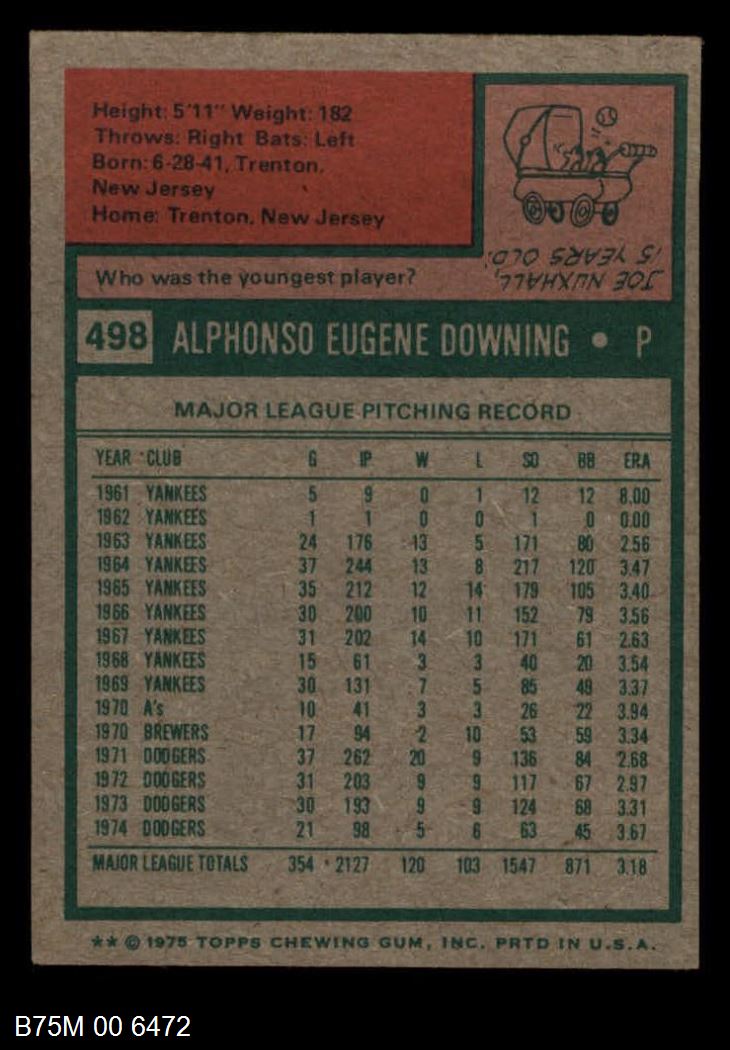 Height: 5'11" Weight: 182
Throws: Right Bats: Left
Born: 6-28-41, Trenton,
New Jersey
Home: Trenton, New Jersey
Who was the youngest player?
JOE NUXHALL,
15 YEARS OLD.
498 ALPHONSO EUGENE DOWNING • P
MAJOR LEAGUE PITCHING RECORD
YEAR CLUB G IP W L SO BB ERA
1961 YANKEES 5 9 0 1 12 12 8.00
1962 YANKEES 1 1 0 0 1 0 0.00
1963 YANKEES 24 176 13 5 171 80 2.56
1964 YANKEES 37 244 13 8 217 120 3.47
1965 YANKEES 35 212 12 14 179 105 3.40
1966 YANKEES 30 200 10 11 152 79 3.56
1967 YANKEES 31 202 14 10 171 61 2.63
1968 YANKEES 15 61 3 3 40 20 3.54
1969 YANKEES 30 131 7 5 85 49 3.37
1970 A's 10 41 3 3 26 22 3.94
1970 BREWERS 17 94 2 10 53 59 3.34
1971 DODGERS 37 262 20 9 136 84 2.68
1972 DODGERS 31 203 9 9 117 67 2.97
1973 DODGERS 30 193 9 9 124 68 3.31
1974 DODGERS 21 98 5 6 63 45 3.67
MAJOR LEAGUE TOTALS 354 2127 120 103 1547 871 3.18
** © 1975 TOPPS CHEWING GUM, INC. PRTD IN U.S.A.
B75M 00 6472